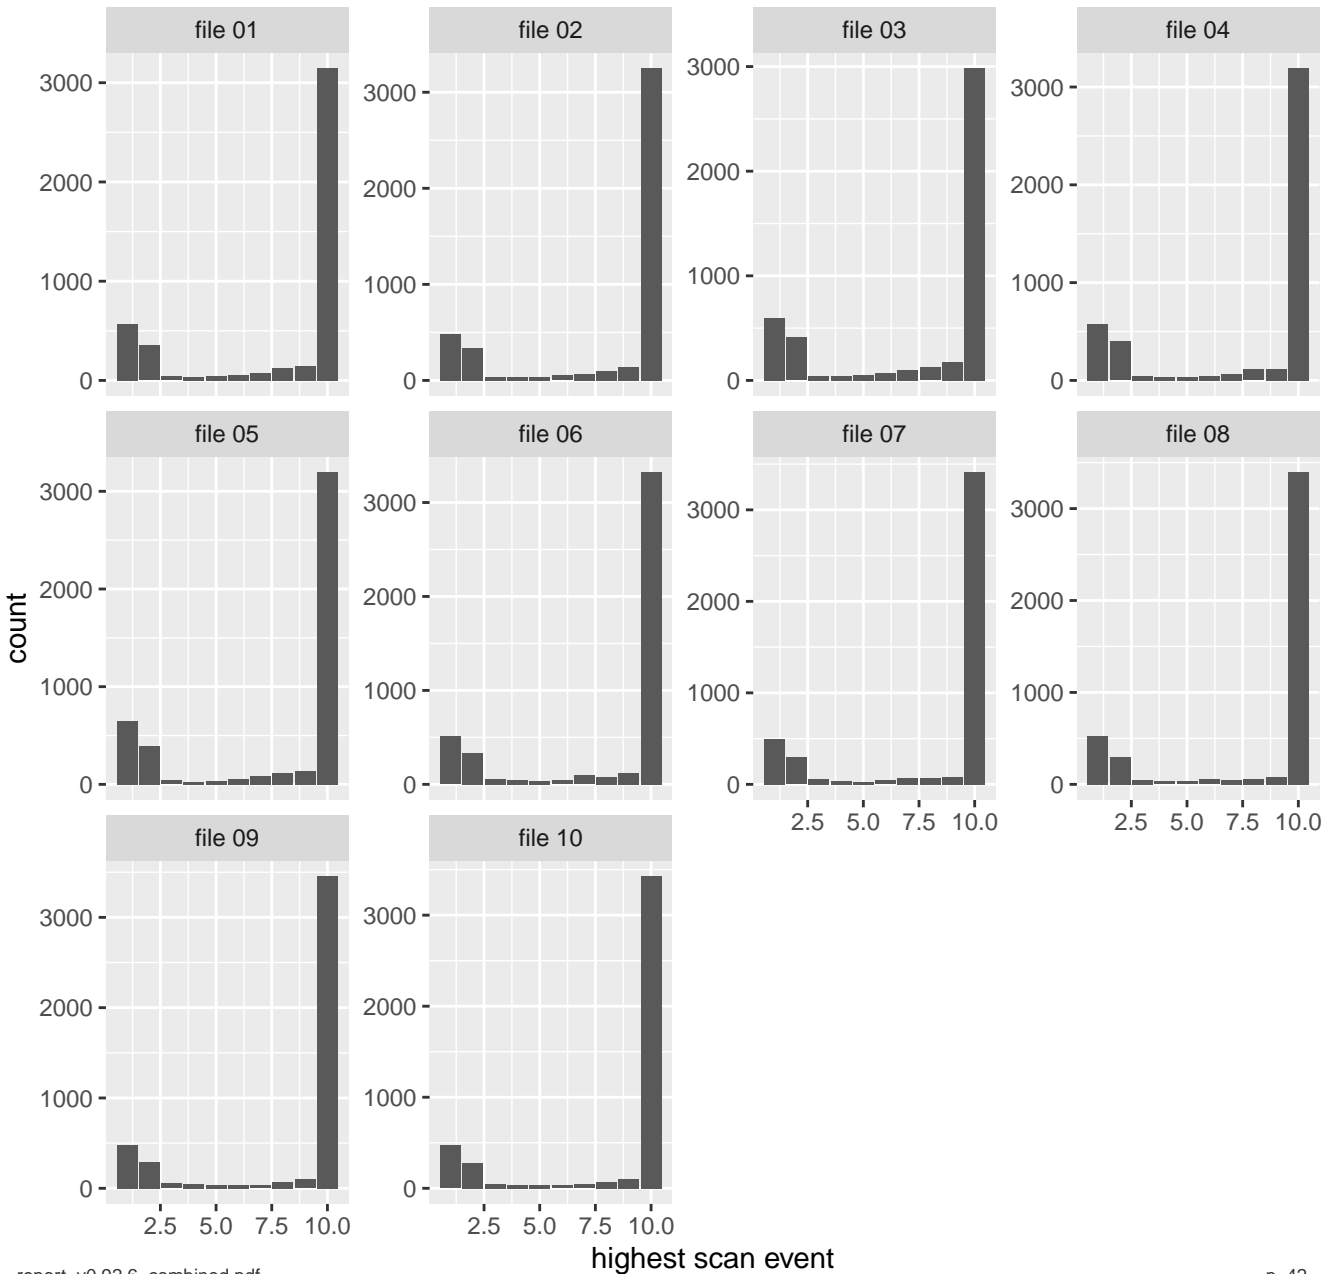 file 01 file 02 file 03 file 04
3000 3000 3000 3000
2000 2000 2000 2000
1000 1000 1000 1000
0 0 0 0
file 05 file 06 file 07 file 08
3000 3000 3000 3000
2000 2000 2000 2000
1000 1000 1000 1000
0 0 0 0
2.5 5.0 7.5 10.0 2.5 5.0 7.5 10.0
file 09 file 10
3000 3000
2000 2000
1000 1000
0 0
2.5 5.0 7.5 10.0 2.5 5.0 7.5 10.0
count
highest scan event